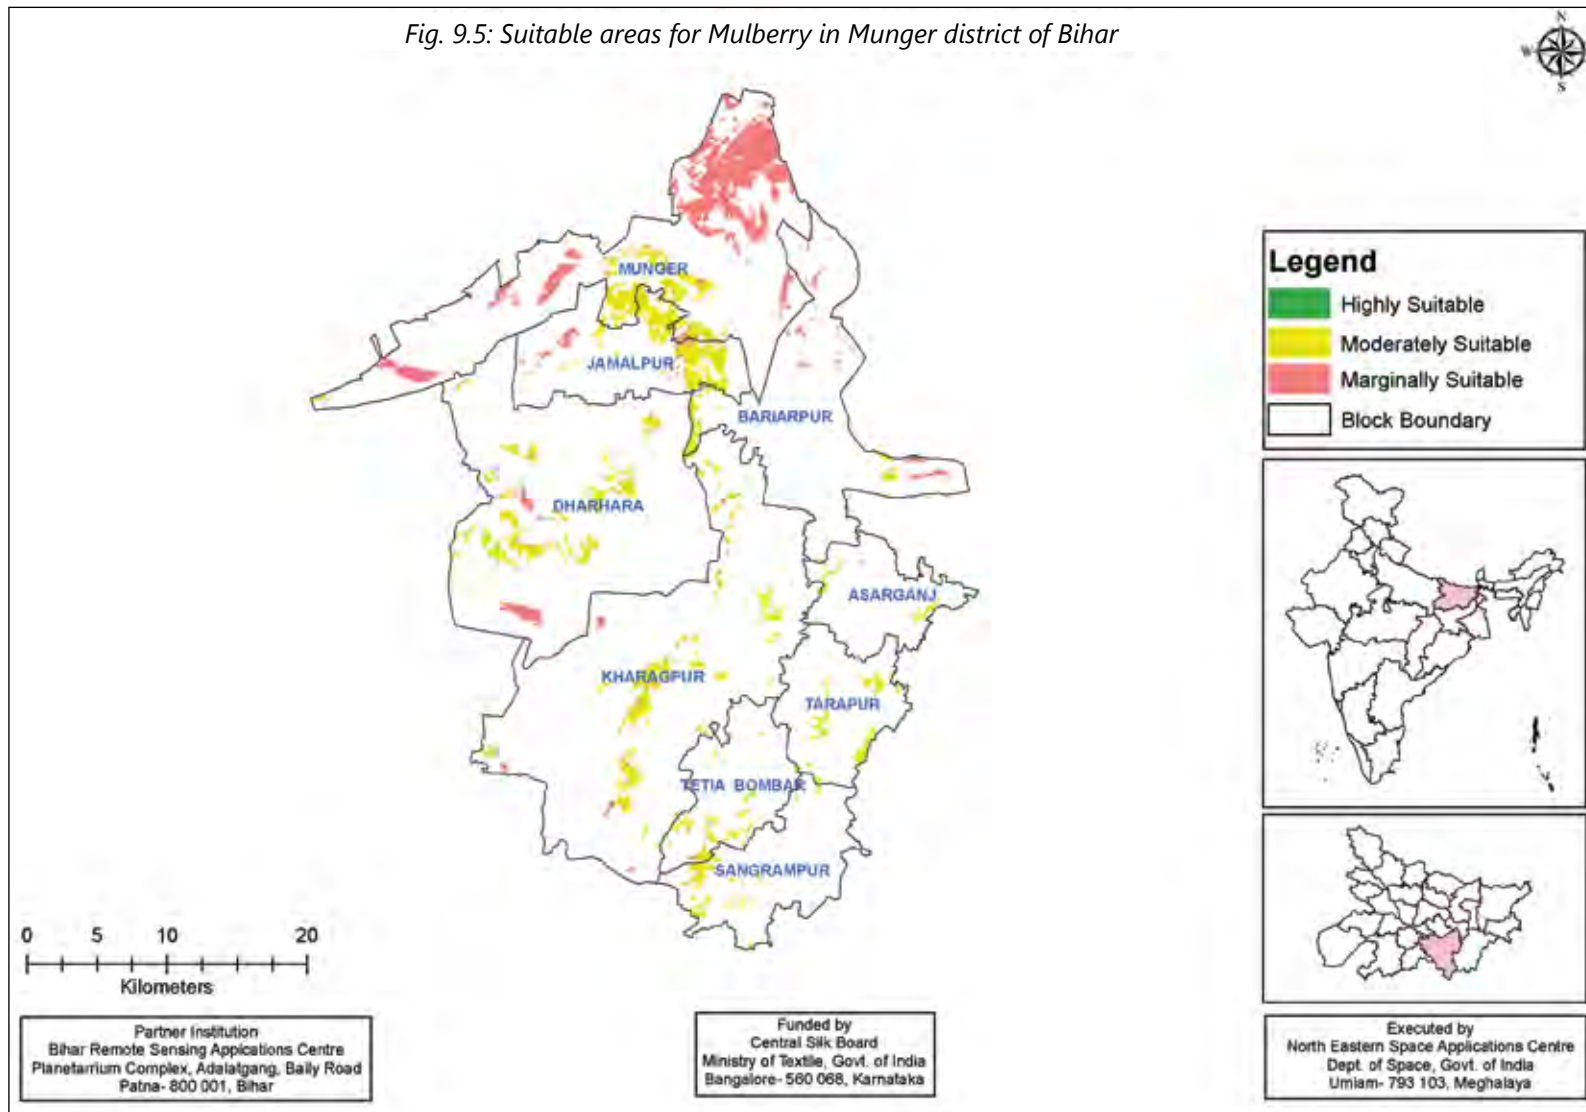 Fig. 9.5: Suitable areas for Mulberry in Munger district of Bihar
N
W
S
MUNGER
JAMALPUR
BARIARPUR
DHARHARA
ASARGANJ
KHARAGPUR
TARAPUR
TETIA BOMBAR
SANGRAMPUR
Legend
Highly Suitable
Moderately Suitable
Marginally Suitable
Block Boundary
0 5 10 20
Kilometers
Partner Institution
Bihar Remote Sensing Appications Centre
Planetarrium Complex, Adalatgang, Baily Road
Patna- 800 001, Bihar
Funded by
Central Silk Board
Ministry of Textile, Govt. of India
Bangalore- 560 068, Karnataka
Executed by
North Eastern Space Applications Centre
Dept. of Space, Govt. of India
Umiam- 793 103, Meghalaya